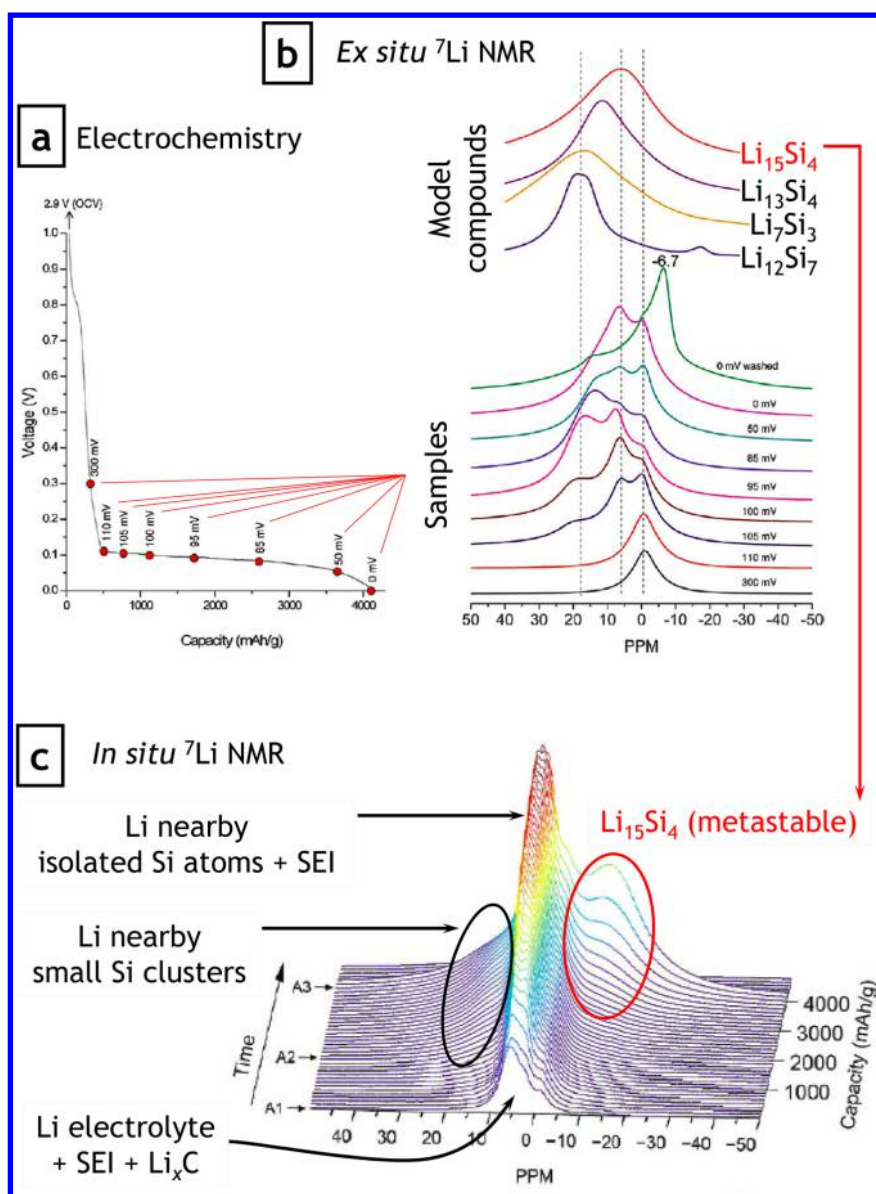 b Ex situ ⁷Li NMR
a Electrochemistry
2.9 V (OCV)
1.0
0.9
0.8
0.7
0.6
0.5
0.4
0.3
0.2
0.1
0.0
Voltage (V)
300 mV
110 mV
105 mV
100 mV
95 mV
85 mV
50 mV
0 mV
0 1000 2000 3000 4000
Capacity (mAh/g)
Model
compounds
Li₁₅Si₄
Li₁₃Si₄
Li₇Si₃
Li₁₂Si₇
-6.7
Samples
0 mV washed
0 mV
50 mV
85 mV
95 mV
100 mV
105 mV
110 mV
300 mV
50 40 30 20 10 0 -10 -20 -30 -40 -50
PPM
c In situ ⁷Li NMR
Li nearby
isolated Si atoms + SEI
Li₁₅Si₄ (metastable)
Li nearby
small Si clusters
Time
A3
A2
A1
4000
3000
2000
1000
Capacity (mAh/g)
Li electrolyte
+ SEI + LiₓC
40 30 20 10 0 -10 -20 -30 -40 -50
PPM